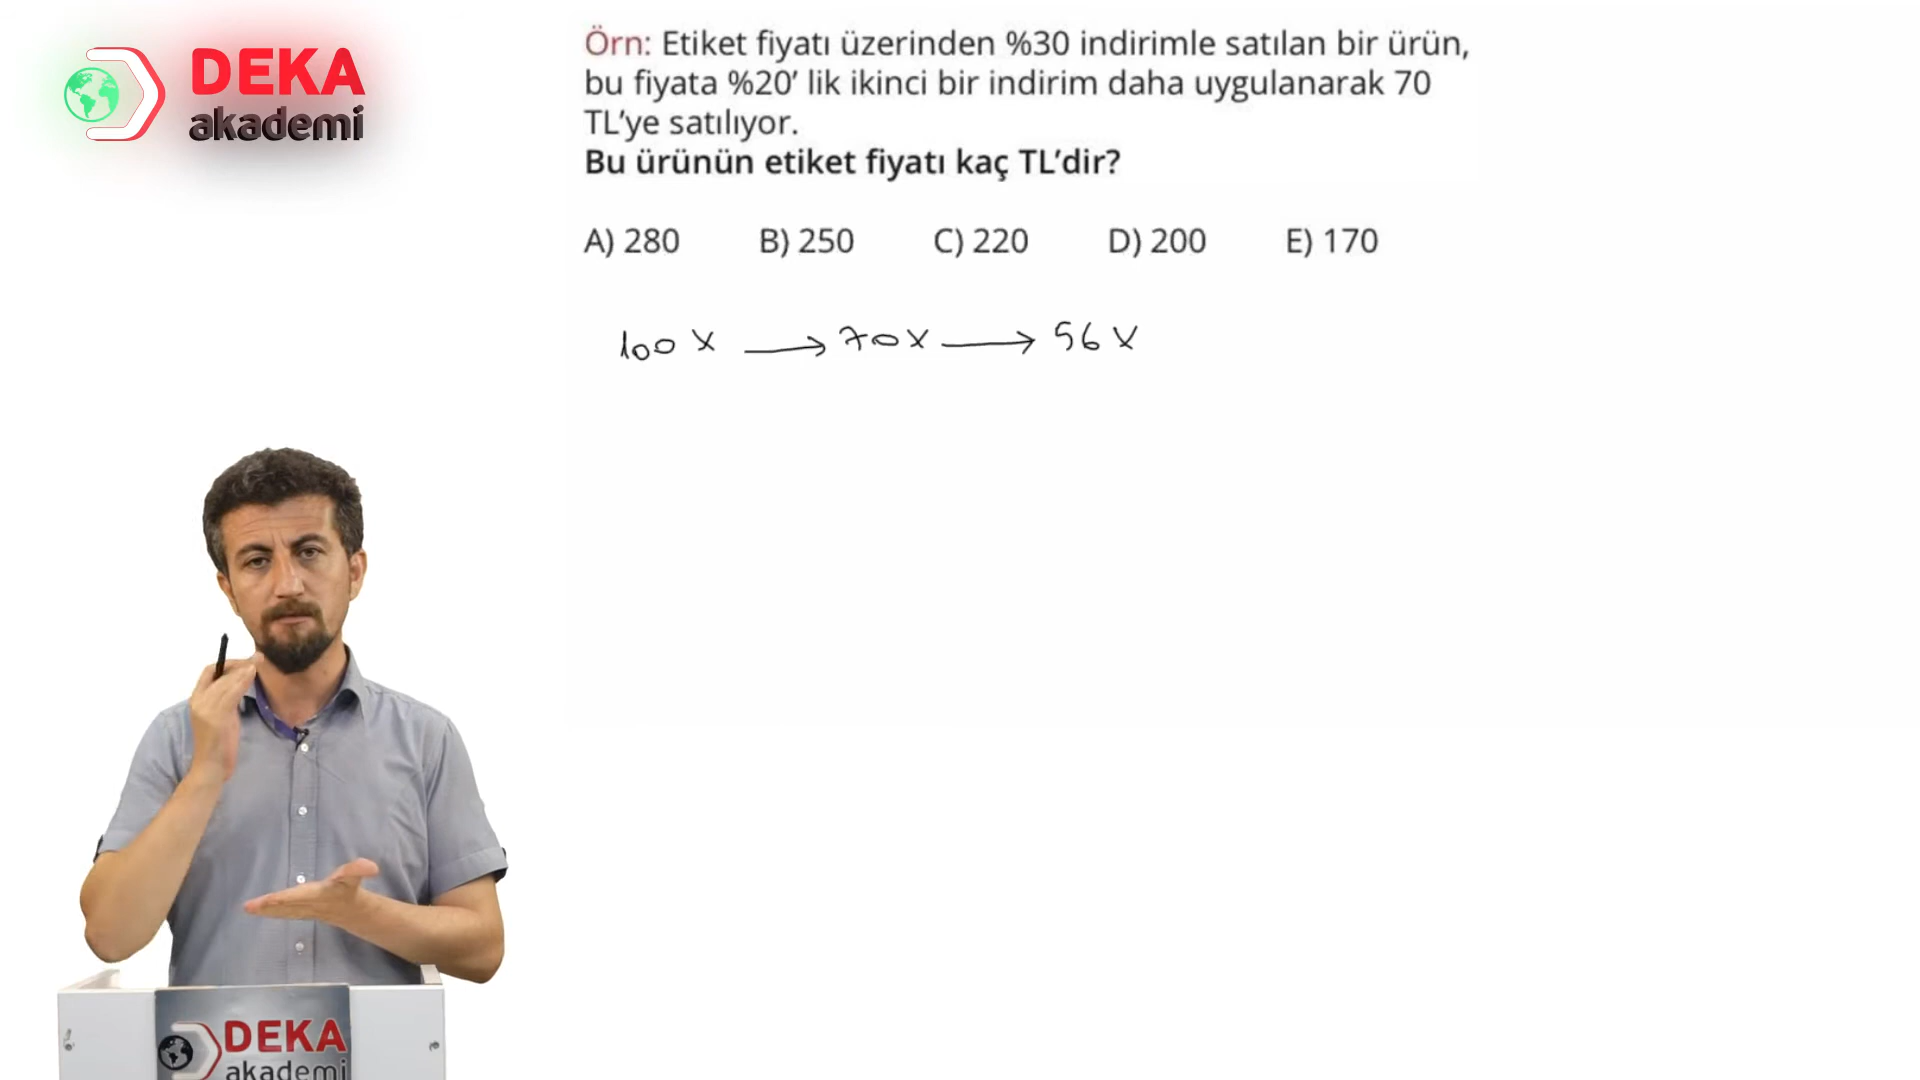 DEKA
akademi
Örn: Etiket fiyatı üzerinden %30 indirimle satılan bir ürün,
bu fiyata %20' lik ikinci bir indirim daha uygulanarak 70
TL'ye satılıyor.
Bu ürünün etiket fiyatı kaç TL'dir?
A) 280 B) 250 C) 220 D) 200 E) 170
100 x → 70x → 56 x
DEKA
akademi